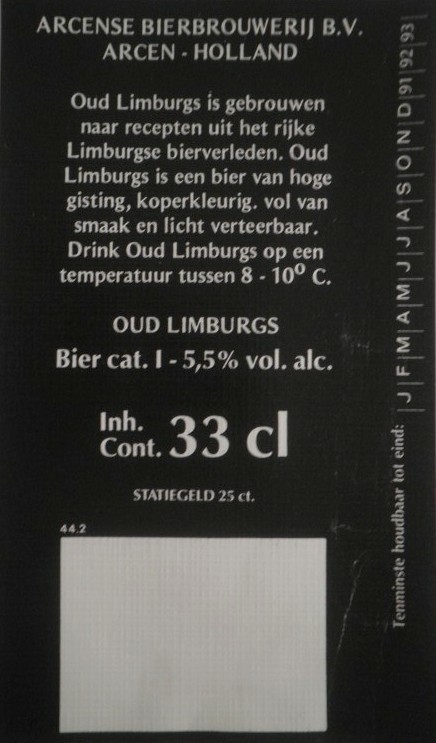 ARCENSE BIERBROUWERIJ B.V.
ARCEN - HOLLAND
Oud Limburgs is gebrouwen
naar recepten uit het rijke
Limburgse bierverleden. Oud
Limburgs is een bier van hoge
gisting, koperkleurig. vol van
smaak en licht verteerbaar.
Drink Oud Limburgs op een
temperatuur tussen 8 - 10º C.
OUD LIMBURGS
Bier cat. I - 5,5% vol. alc.
Inh.
Cont. 33 cl
STATIEGELD 25 ct.
44.2
Tenminste houdbaar tot eind: |J|F|M|A|M|J|J|A|S|O|N|D|91|92|93|